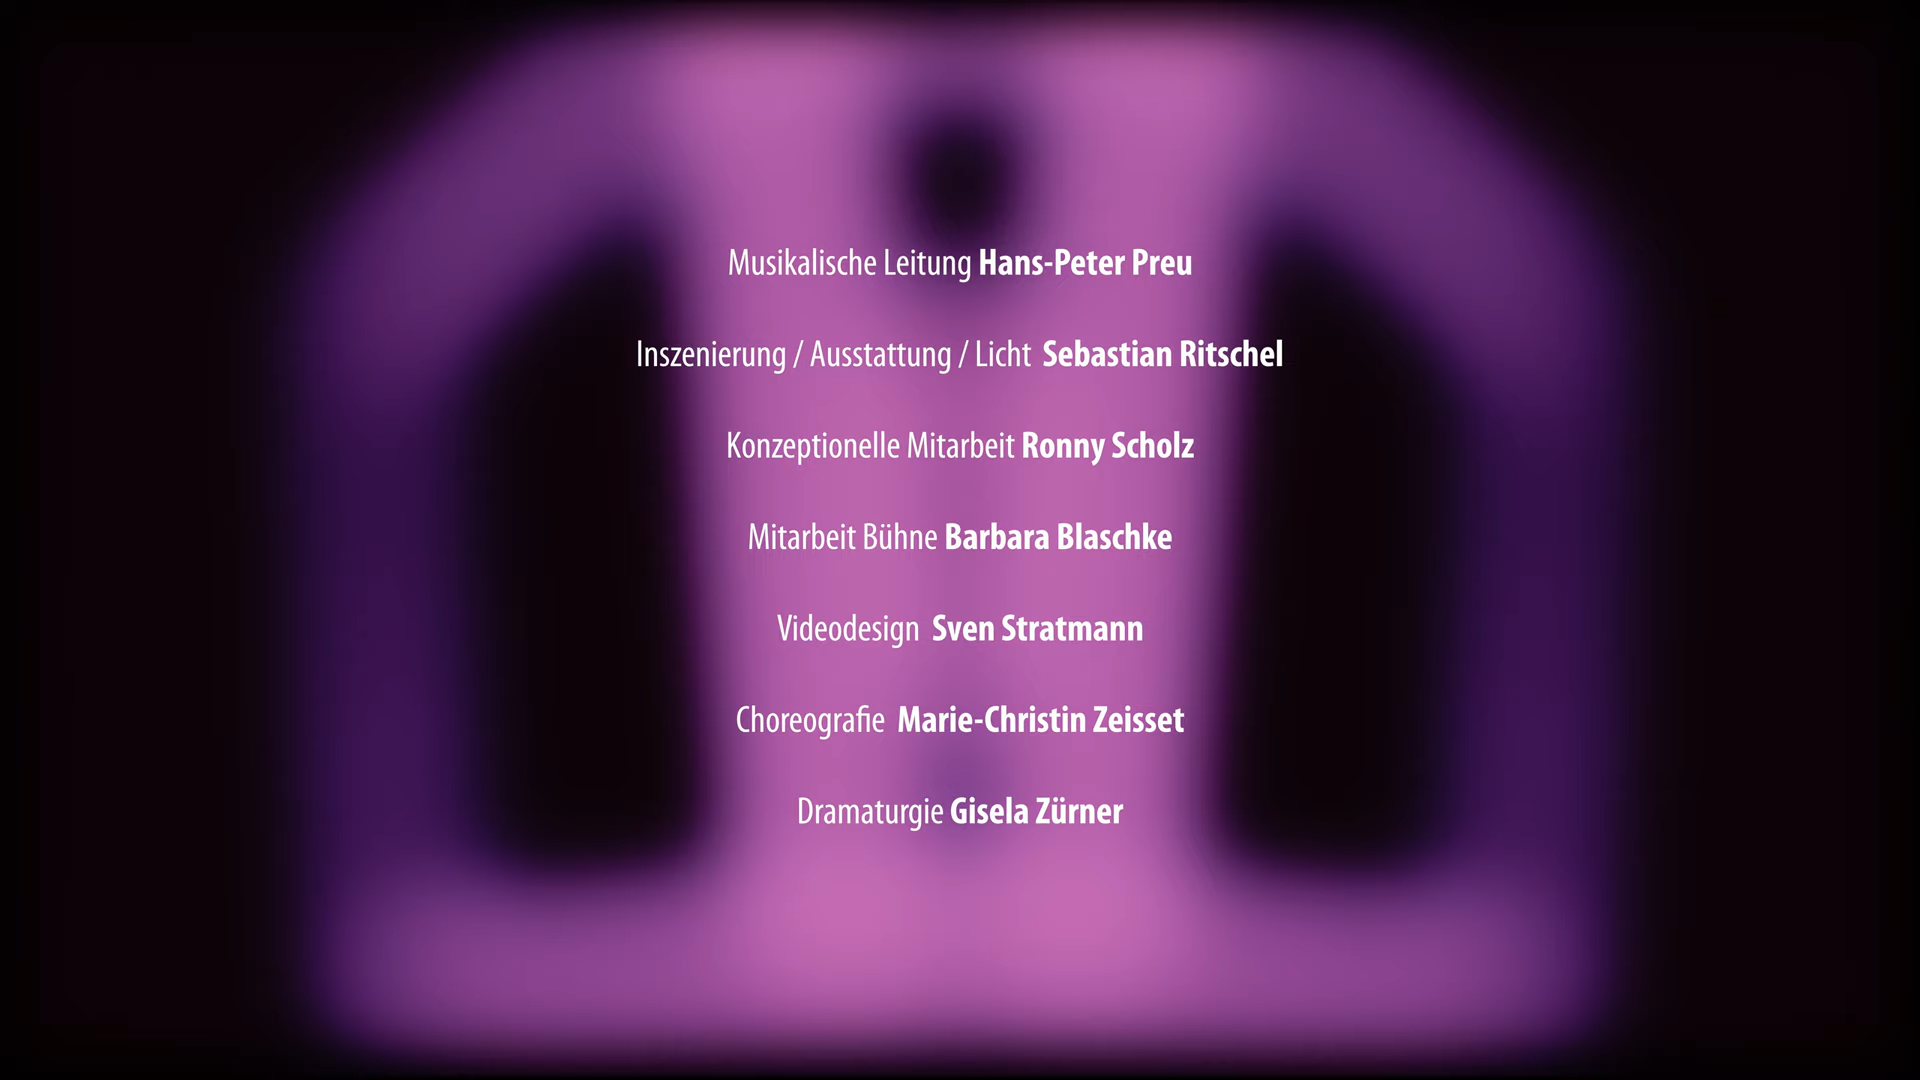 Musikalische Leitung Hans-Peter Preu
Inszenierung / Ausstattung / Licht Sebastian Ritschel
Konzeptionelle Mitarbeit Ronny Scholz
Mitarbeit Bühne Barbara Blaschke
Videodesign Sven Stratmann
Choreografie Marie-Christin Zeisset
Dramaturgie Gisela Zürner